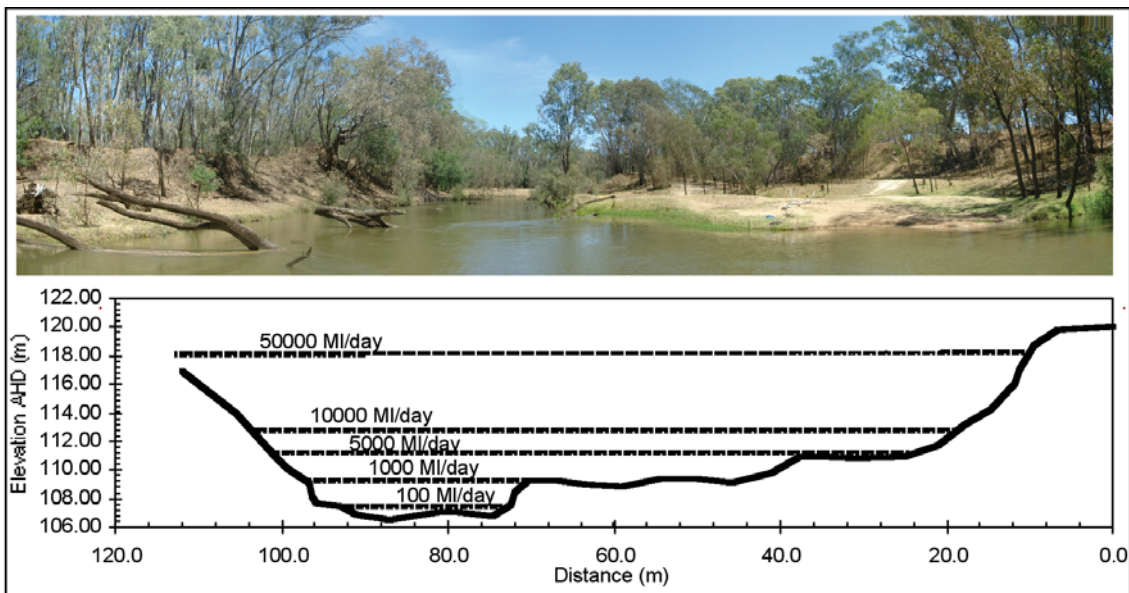 122.00
120.00
118.00
116.00
114.00
112.00
110.00
108.00
106.00
Elevation AHD (m)
50000 Ml/day
10000 Ml/day
5000 Ml/day
1000 Ml/day
100 Ml/day
120.0 100.0 80.0 60.0 40.0 20.0 0.0
Distance (m)